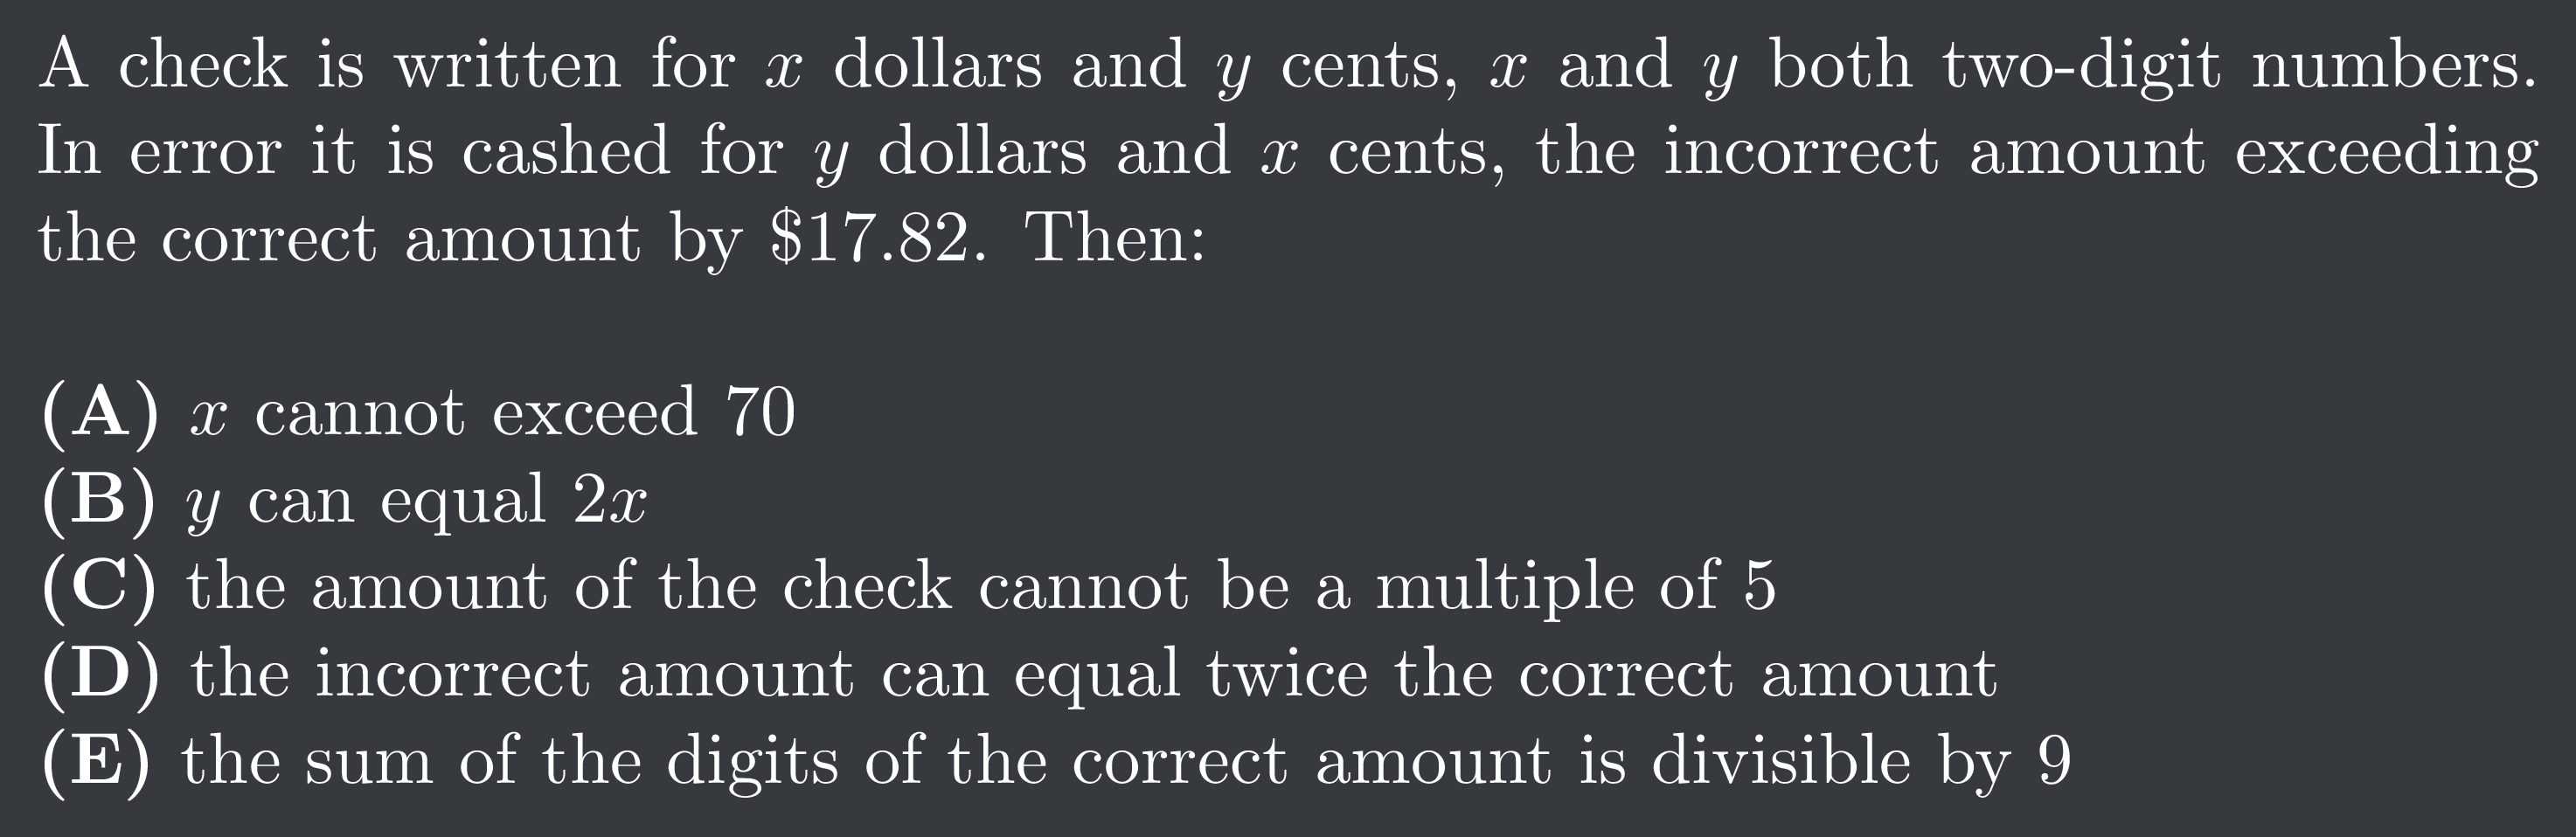 A check is written for x dollars and y cents, x and y both two-digit numbers.
In error it is cashed for y dollars and x cents, the incorrect amount exceeding
the correct amount by $17.82. Then:
(A) x cannot exceed 70
(B) y can equal 2x
(C) the amount of the check cannot be a multiple of 5
(D) the incorrect amount can equal twice the correct amount
(E) the sum of the digits of the correct amount is divisible by 9